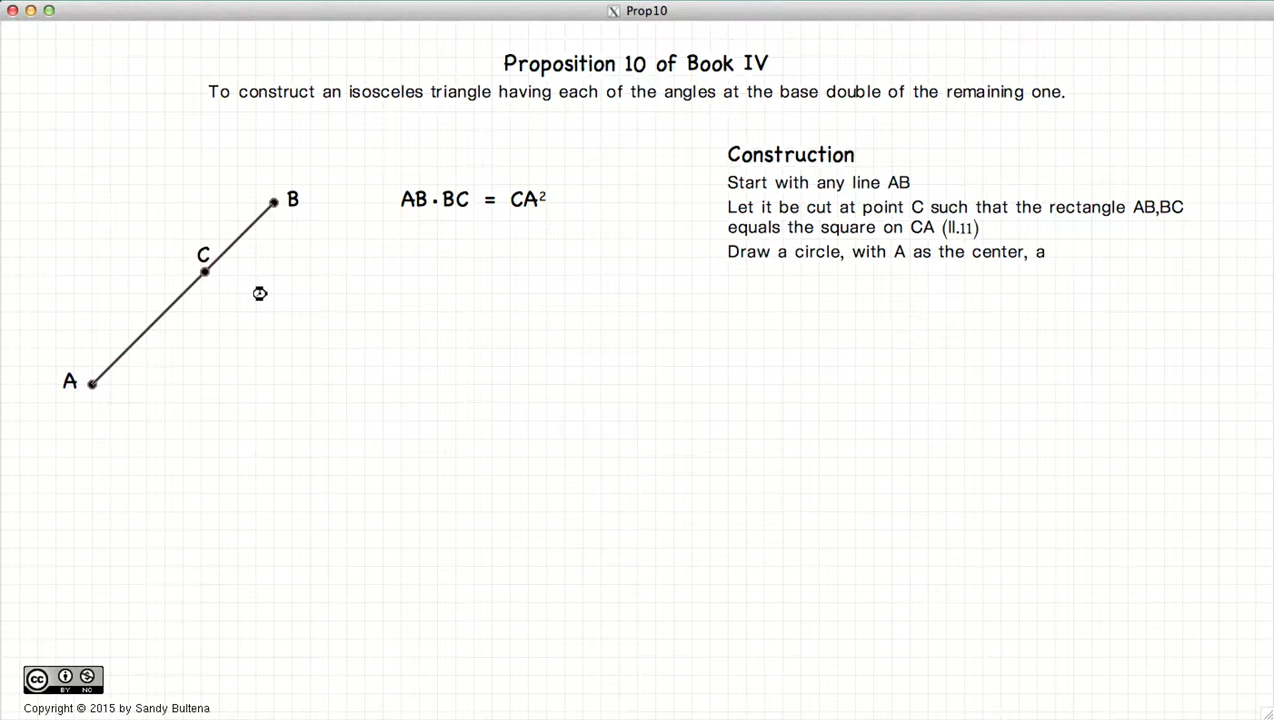 Prop10
Proposition 10 of Book IV
To construct an isosceles triangle having each of the angles at the base double of the remaining one.
Construction
Start with any line AB
Let it be cut at point C such that the rectangle AB,BC
equals the square on CA (II.11)
Draw a circle, with A as the center, a
B
AB·BC = CA²
C
A
cc
BY NC
Copyright © 2015 by Sandy Bultena